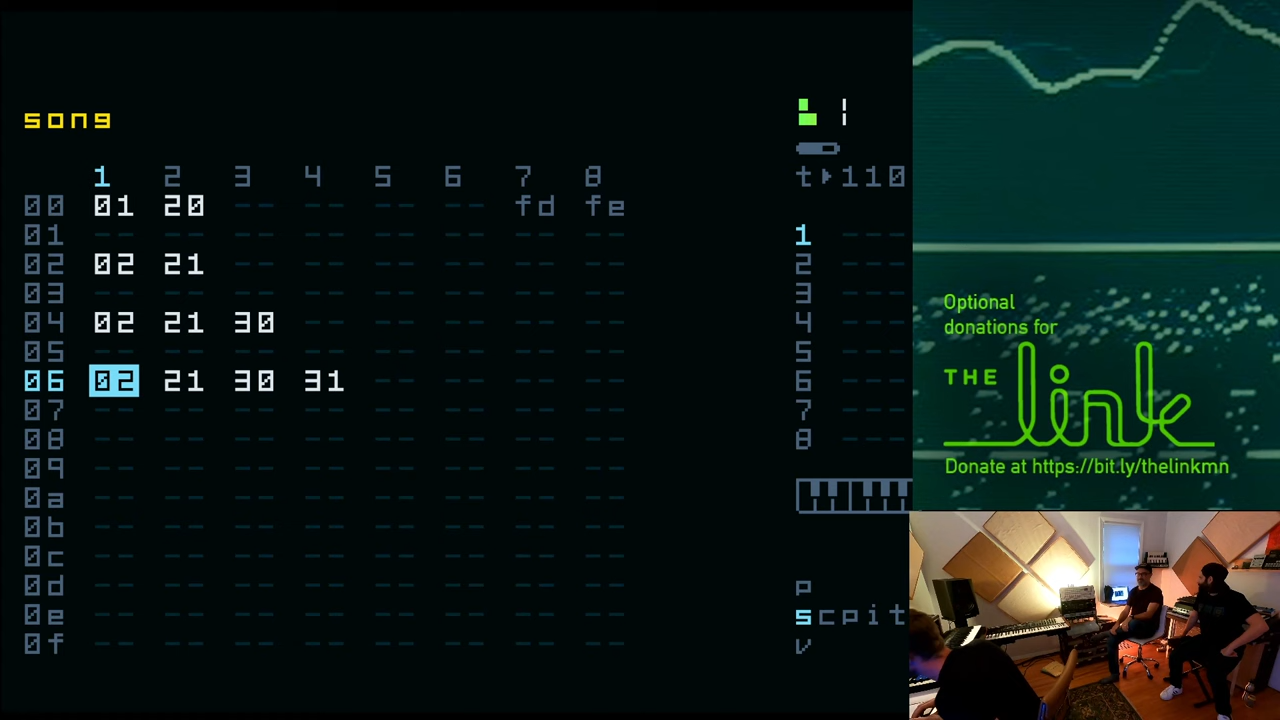 song
1 2 3 4 5 6 7 8
00 01 20 -- -- -- -- fd fe
01 -- -- -- -- -- -- -- --
02 02 21 -- -- -- -- -- --
03 -- -- -- -- -- -- -- --
04 02 21 30 -- -- -- -- --
05 -- -- -- -- -- -- -- --
06 02 21 30 31 -- -- -- --
07 -- -- -- -- -- -- -- --
08 -- -- -- -- -- -- -- --
09 -- -- -- -- -- -- -- --
0a -- -- -- -- -- -- -- --
0b -- -- -- -- -- -- -- --
0c -- -- -- -- -- -- -- --
0d -- -- -- -- -- -- -- --
0e -- -- -- -- -- -- -- --
0f -- -- -- -- -- -- -- --
t▸110
1 ---
2 ---
3 ---
4 ---
5 ---
6 ---
7 ---
8 ---
p
scpit
v
Optional
donations for
THE link
Donate at https://bit.ly/thelinkmn